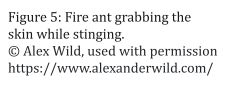 Figure 5: Fire ant grabbing the
skin while stinging.
© Alex Wild, used with permission
https://www.alexanderwild.com/